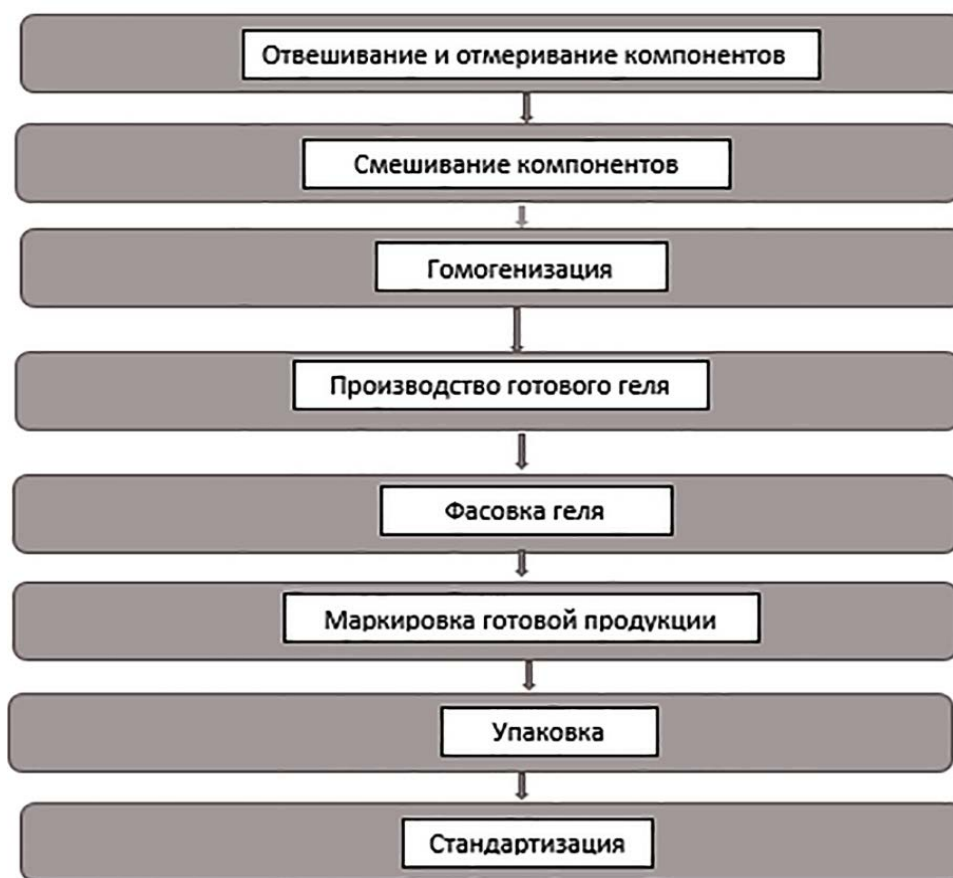 Отвешивание и отмеривание компонентов
Смешивание компонентов
Гомогенизация
Производство готового геля
Фасовка геля
Маркировка готовой продукции
Упаковка
Стандартизация